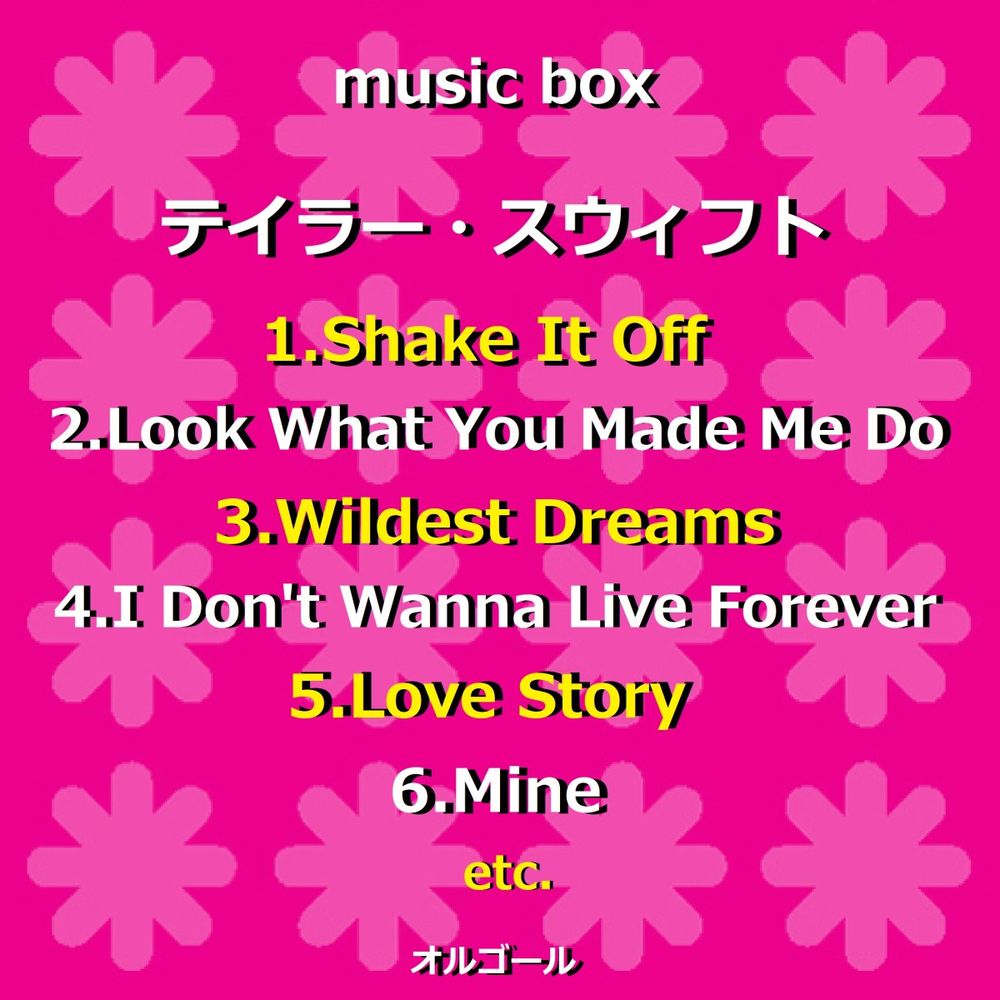 music box
テイラー・スウィフト
1.Shake It Off
2.Look What You Made Me Do
3.Wildest Dreams
4.I Don't Wanna Live Forever
5.Love Story
6.Mine
etc.
オルゴール